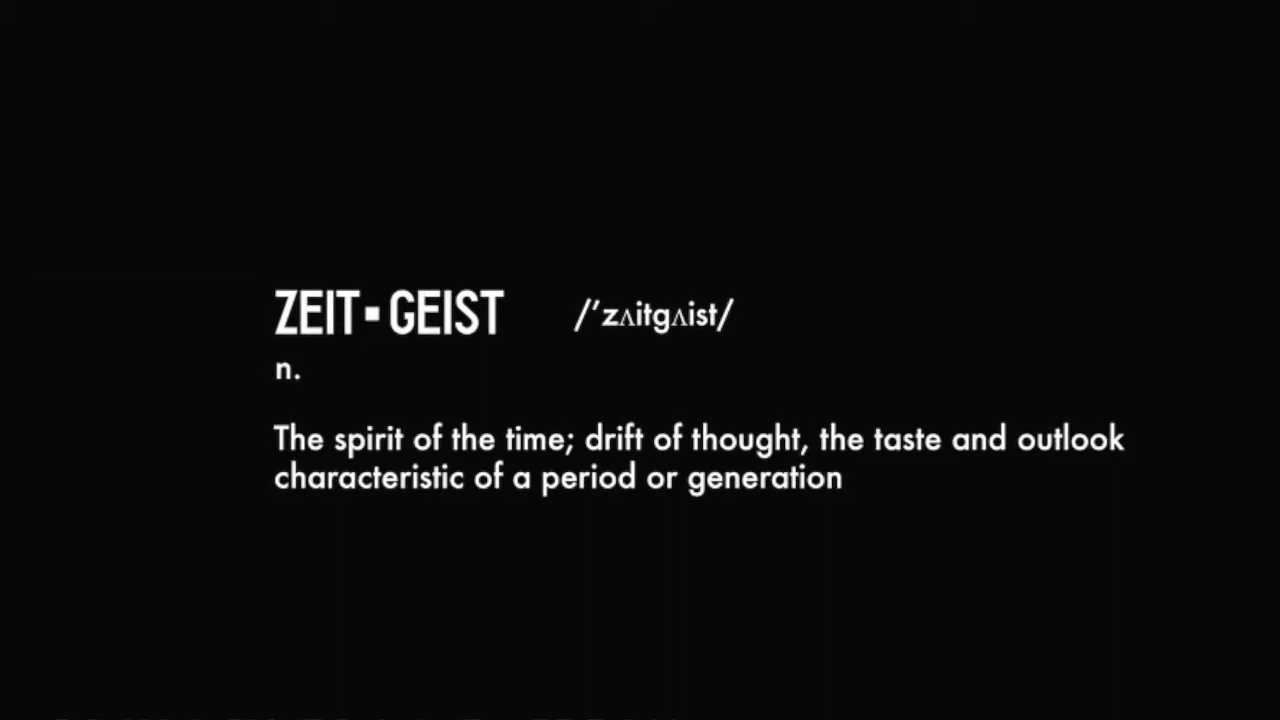 ZEIT▪GEIST /ˈzʌitgʌist/
n.
The spirit of the time; drift of thought, the taste and outlook
characteristic of a period or generation